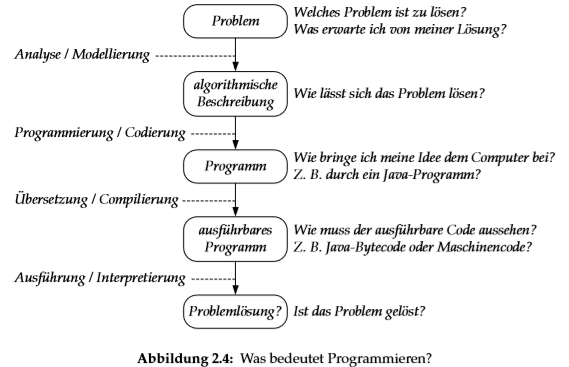 Problem
Welches Problem ist zu lösen?
Was erwarte ich von meiner Lösung?
Analyse / Modellierung
algorithmische
Beschreibung
Wie lässt sich das Problem lösen?
Programmierung / Codierung
Programm
Wie bringe ich meine Idee dem Computer bei?
Z. B. durch ein Java-Programm?
Übersetzung / Compilierung
ausführbares
Programm
Wie muss der ausführbare Code aussehen?
Z. B. Java-Bytecode oder Maschinencode?
Ausführung / Interpretierung
Problemlösung?
Ist das Problem gelöst?
Abbildung 2.4: Was bedeutet Programmieren?